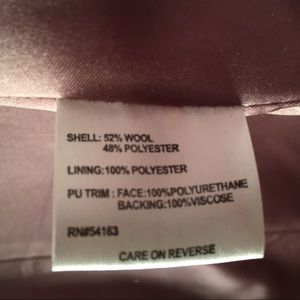 SHELL: 52% WOOL
48% POLYESTER
LINING:100% POLYESTER
PU TRIM : FACE:100%POLYURETHANE
BACKING:100%VISCOSE
RN#54163
CARE ON REVERSE